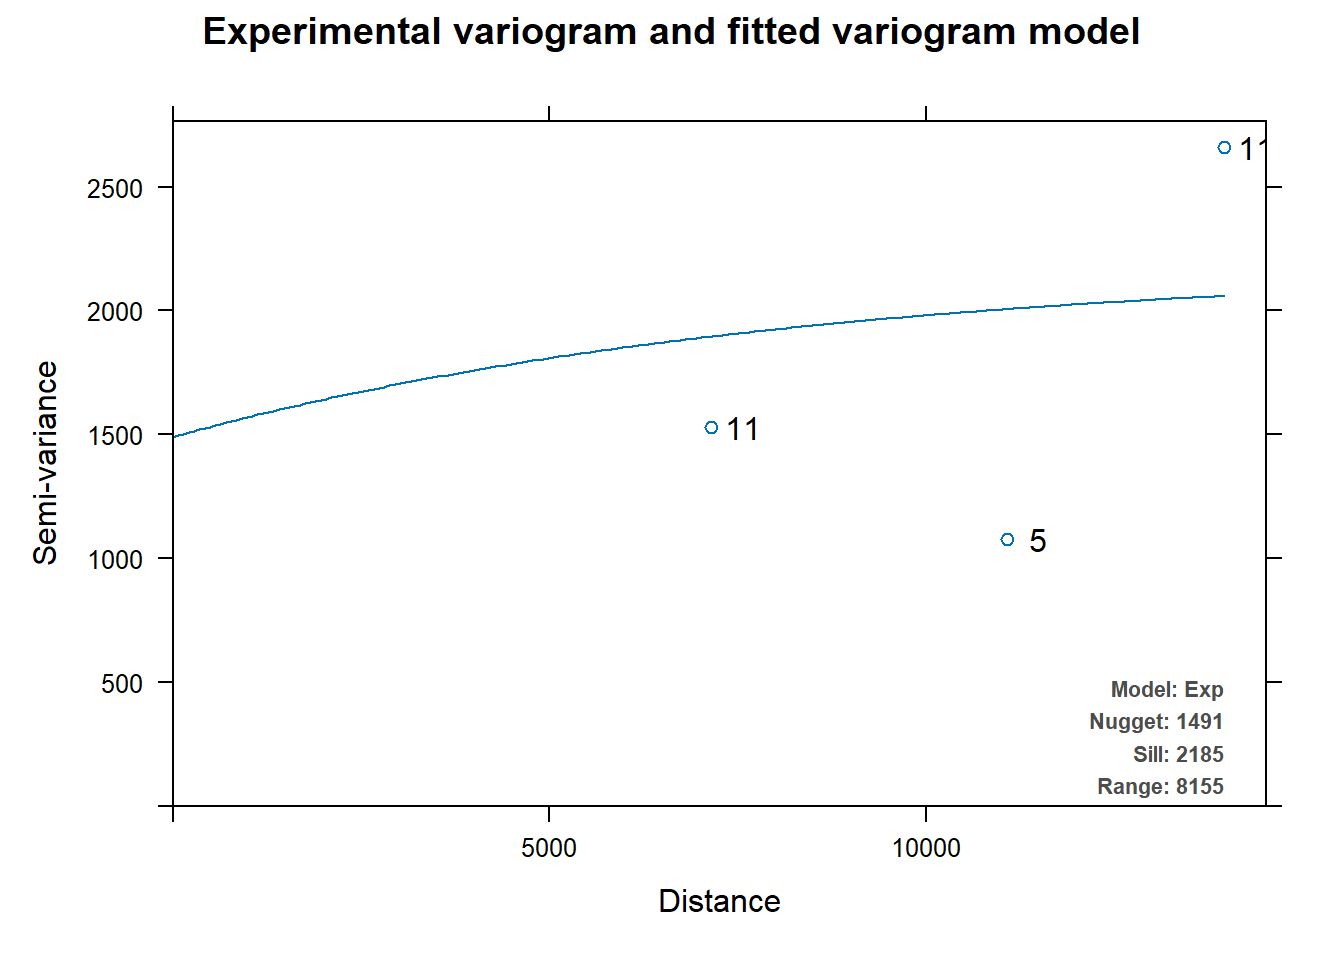 Experimental variogram and fitted variogram model
2500
2000
1500
1000
500
Semi-variance
11
11
5
Model: Exp
Nugget: 1491
Sill: 2185
Range: 8155
5000
10000
Distance